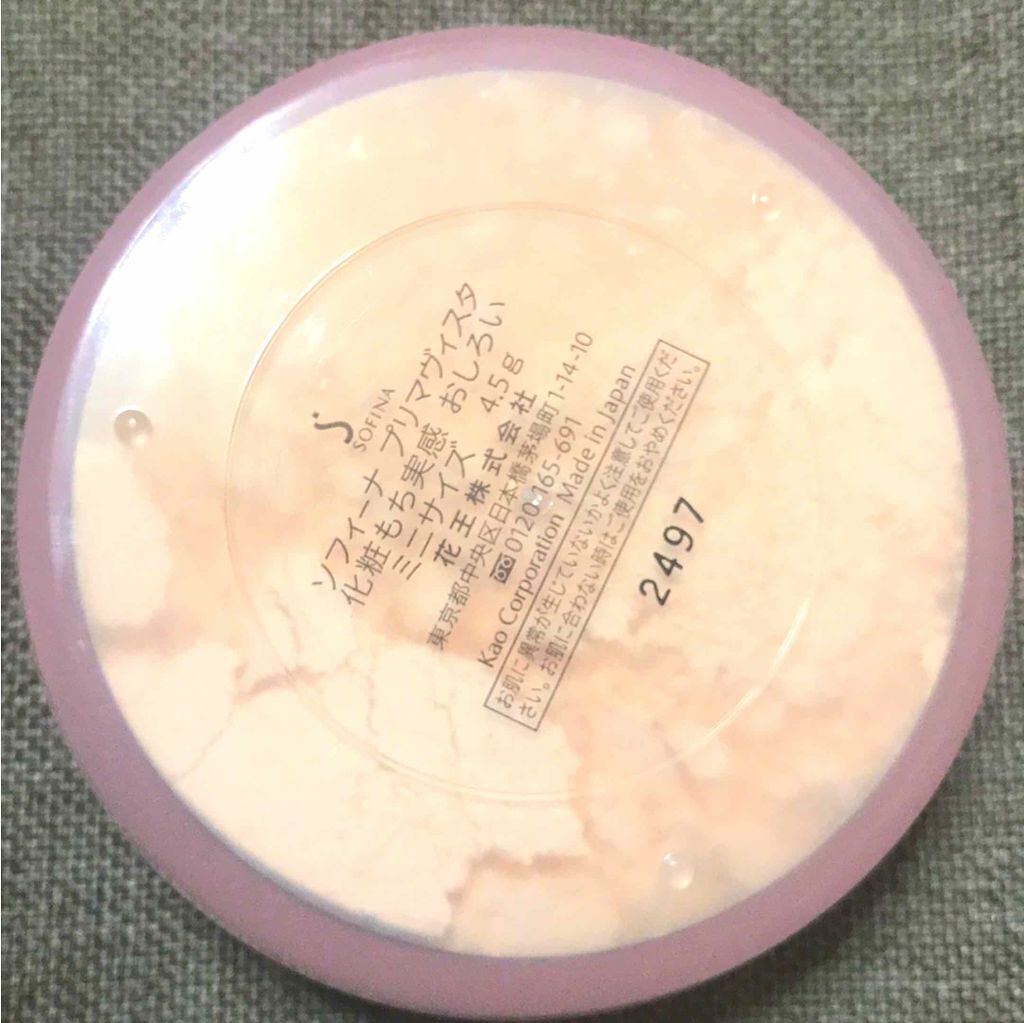 SOFINA
ソフィーナ プリマヴィスタ
化粧もち実感 おしろい
ミニサイズ 4.5g
花王株式会社
東京都中央区日本橋茅場町1-14-10
0120-165-691
Kao Corporation Made in Japan
お肌に異常が生じていないかよく注意してご使用くだ
さい。お肌に合わない時は、ご使用をおやめください。
2497